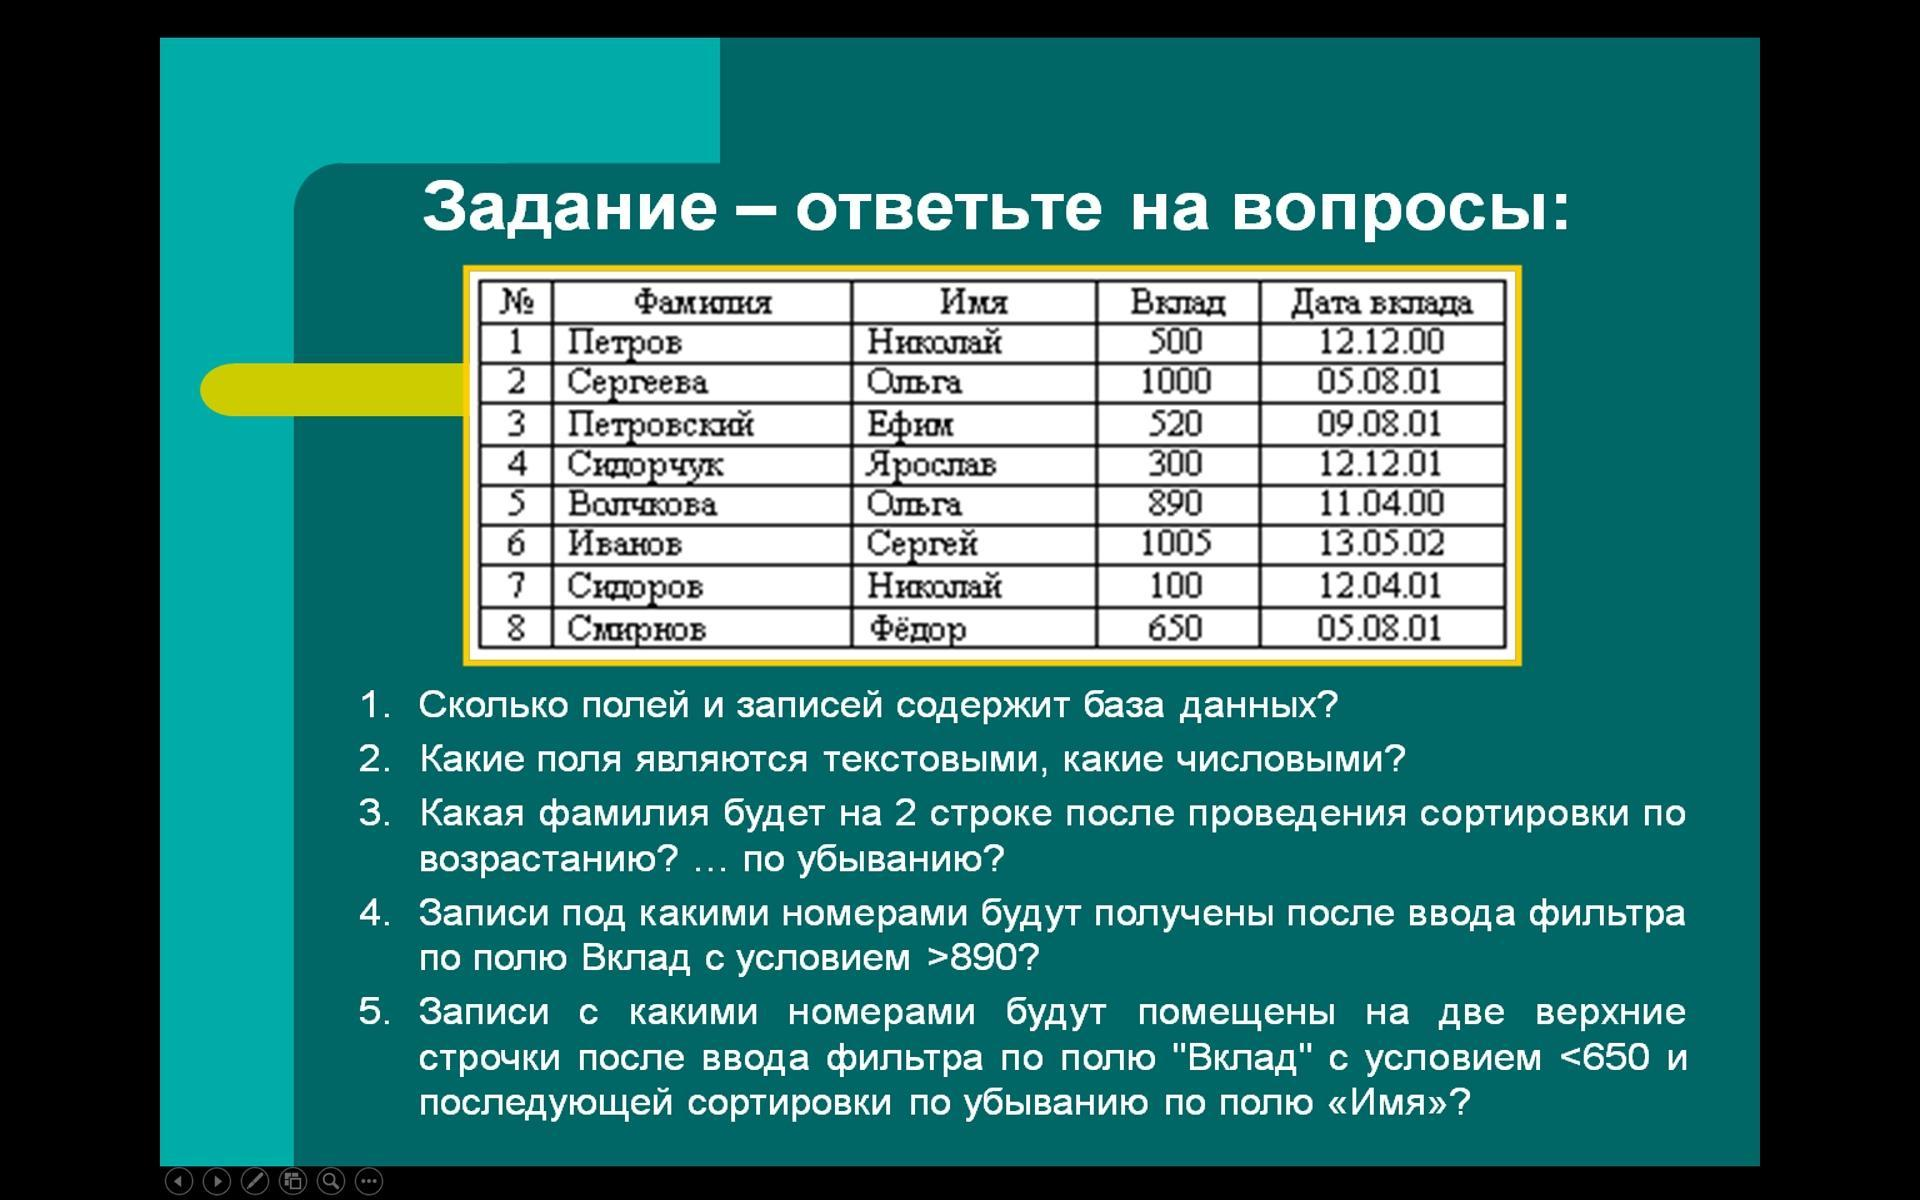 Задание – ответьте на вопросы:
№ Фамилия Имя Вклад Дата вклада
1 Петров Николай 500 12.12.00
2 Сергеева Ольга 1000 05.08.01
3 Петровский Ефим 520 09.08.01
4 Сидорчук Ярослав 300 12.12.01
5 Волчкова Ольга 890 11.04.00
6 Иванов Сергей 1005 13.05.02
7 Сидоров Николай 100 12.04.01
8 Смирнов Фёдор 650 05.08.01
1. Сколько полей и записей содержит база данных?
2. Какие поля являются текстовыми, какие числовыми?
3. Какая фамилия будет на 2 строке после проведения сортировки по
возрастанию? … по убыванию?
4. Записи под какими номерами будут получены после ввода фильтра
по полю Вклад с условием >890?
5. Записи с какими номерами будут помещены на две верхние
строчки после ввода фильтра по полю "Вклад" с условием <650 и
последующей сортировки по убыванию по полю «Имя»?